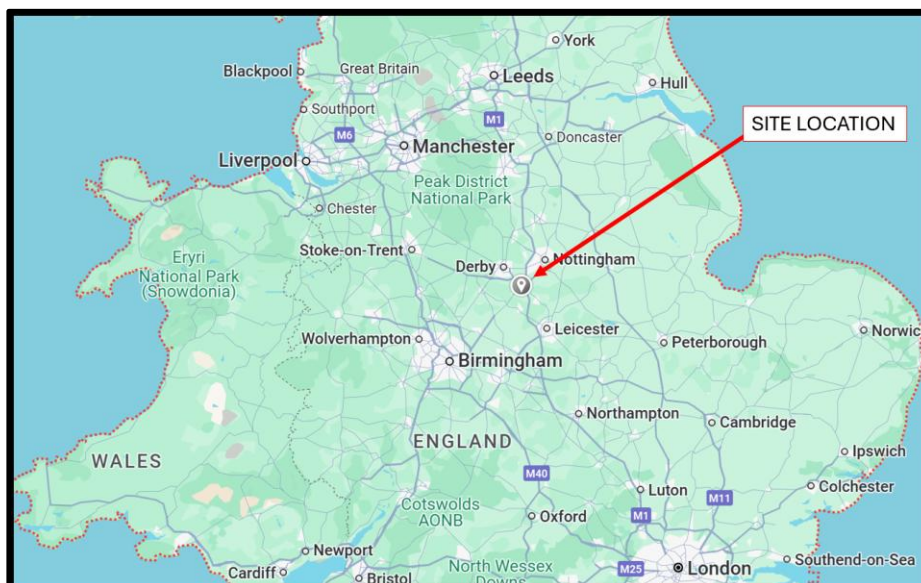 York
Blackpool
Great Britain
Leeds
Hull
Southport
M1
SITE LOCATION
M6
Manchester
Doncaster
Liverpool
Peak District
National Park
Chester
Stoke-on-Trent
Eryri
National Park
(Snowdonia)
Derby
Nottingham
Wolverhampton
Leicester
Norwic
Peterborough
Birmingham
Northampton
Cambridge
ENGLAND
WALES
Ipswich
M40
Colchester
Cotswolds
AONB
Luton
M11
M1
Oxford
Newport
North Wessex
Downs
Southend-on-Sea
M25
London
Cardiff
Bristol